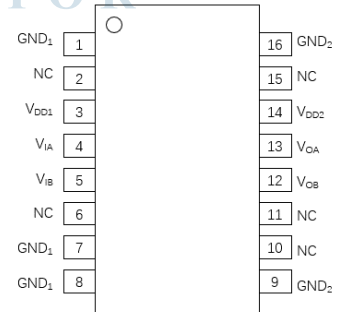 GND₁ 1 16 GND₂
NC 2 15 NC
VDD1 3 14 VDD2
VIA 4 13 VOA
VIB 5 12 VOB
NC 6 11 NC
GND₁ 7 10 NC
GND₁ 8 9 GND₂